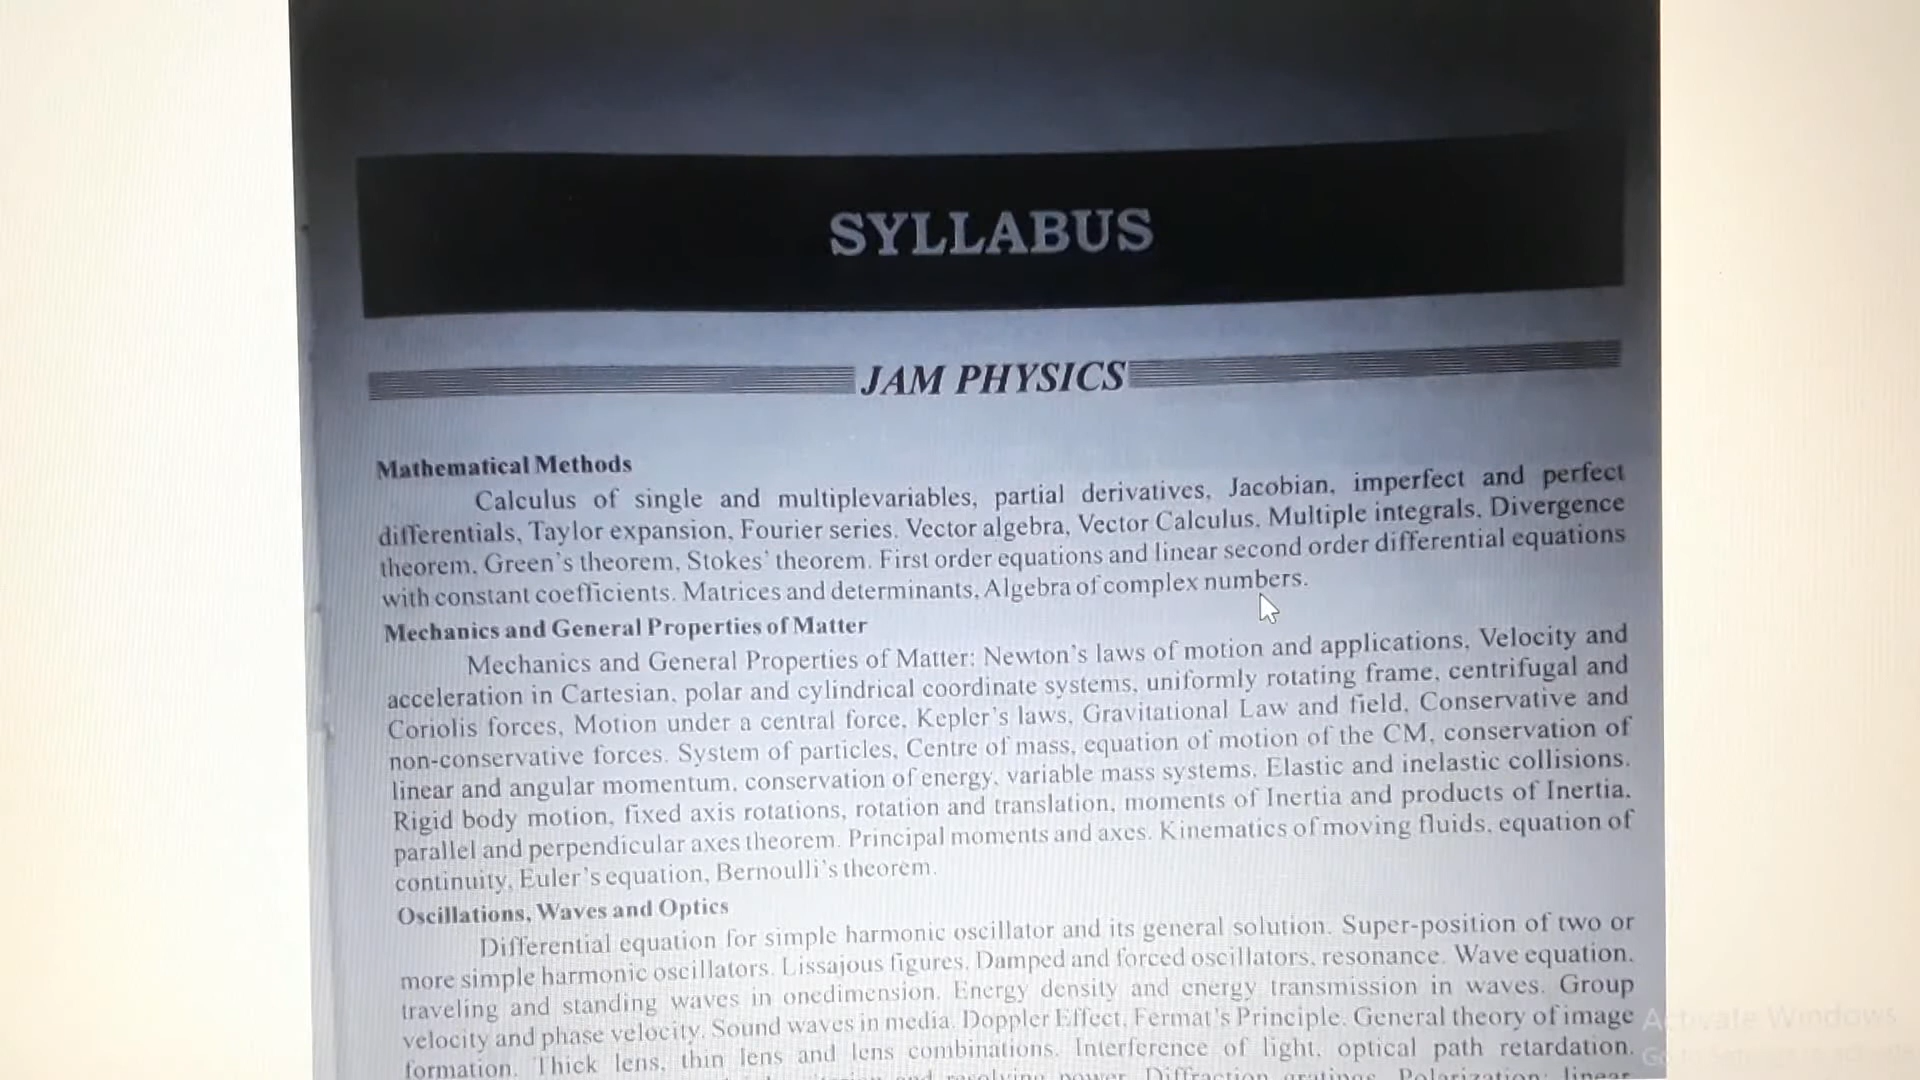 SYLLABUS
JAM PHYSICS
Mathematical Methods
Calculus of single and multiplevariables, partial derivatives, Jacobian, imperfect and perfect
differentials, Taylor expansion, Fourier series. Vector algebra, Vector Calculus, Multiple integrals, Divergence
theorem, Green's theorem, Stokes' theorem. First order equations and linear second order differential equations
with constant coefficients. Matrices and determinants, Algebra of complex numbers.
Mechanics and General Properties of Matter
Mechanics and General Properties of Matter: Newton's laws of motion and applications, Velocity and
acceleration in Cartesian, polar and cylindrical coordinate systems, uniformly rotating frame, centrifugal and
Coriolis forces, Motion under a central force, Kepler's laws, Gravitational Law and field, Conservative and
non-conservative forces. System of particles, Centre of mass, equation of motion of the CM, conservation of
linear and angular momentum, conservation of energy, variable mass systems. Elastic and inelastic collisions.
Rigid body motion, fixed axis rotations, rotation and translation, moments of Inertia and products of Inertia,
parallel and perpendicular axes theorem. Principal moments and axes. Kinematics of moving fluids, equation of
continuity, Euler's equation, Bernoulli's theorem.
Oscillations, Waves and Optics
Differential equation for simple harmonic oscillator and its general solution. Super-position of two or
more simple harmonic oscillators. Lissajous figures. Damped and forced oscillators, resonance. Wave equation,
traveling and standing waves in onedimension. Energy density and energy transmission in waves. Group
velocity and phase velocity. Sound waves in media. Doppler Effect. Fermat's Principle. General theory of image
formation. Thick lens, thin lens and lens combinations. Interference of light, optical path retardation.
and resolving power. Diffraction gratings. Polarization: linear,
Activate Windows